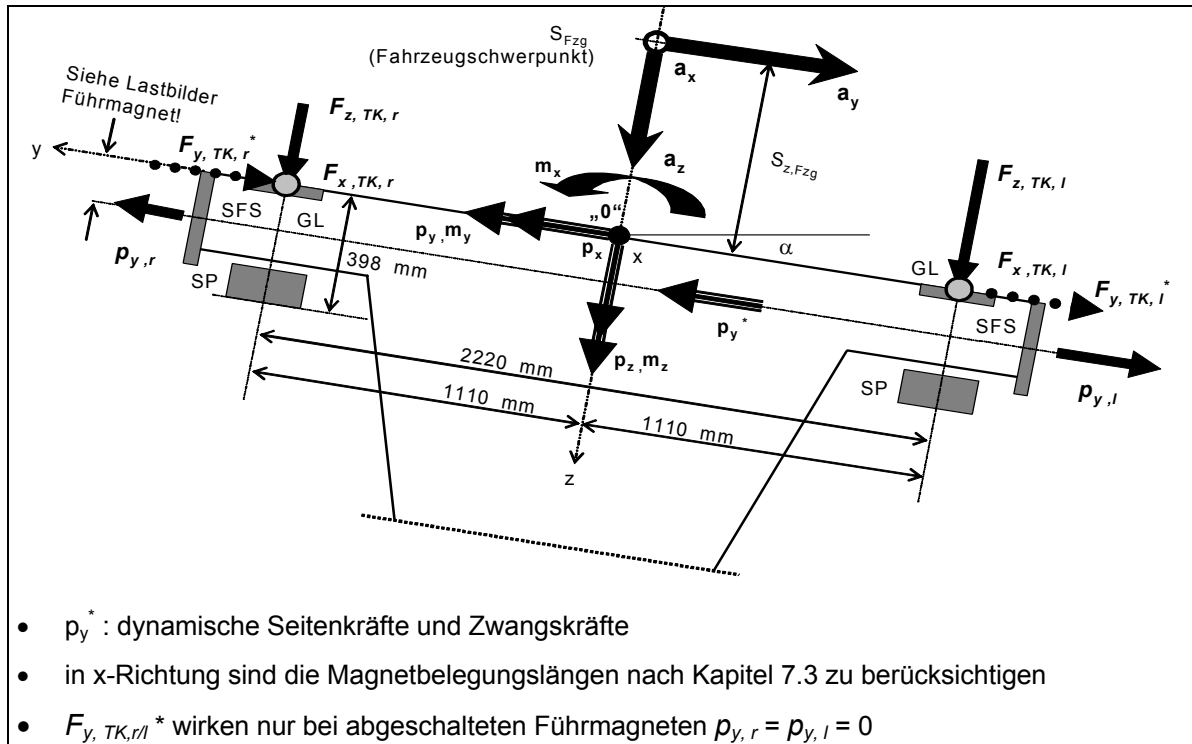 S_Fzg
(Fahrzeugschwerpunkt)
Siehe Lastbilder
Führmagnet!
a_x
a_y
F_z, TK, r
y
F_y, TK, r*
a_z
S_z,Fzg
m_x
F_x ,TK, r
F_z, TK, l
„0“
SFS
GL
p_y ,m_y
p_x
x
α
p_y ,r
398 mm
GL
F_x ,TK, l
SP
F_y, TK, l*
p_y*
SFS
2220 mm
p_z ,m_z
SP
p_y ,l
1110 mm
1110 mm
z
• p_y* : dynamische Seitenkräfte und Zwangskräfte
• in x-Richtung sind die Magnetbelegungslängen nach Kapitel 7.3 zu berücksichtigen
• F_y, TK,r/l * wirken nur bei abgeschalteten Führmagneten p_y, r = p_y, l = 0